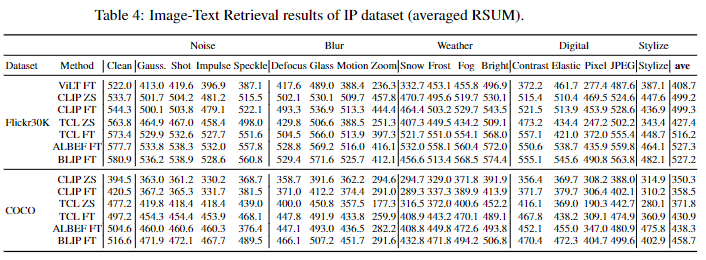 Table 4: Image-Text Retrieval results of IP dataset (averaged RSUM).
Noise Blur Weather Digital Stylize
Dataset Method Clean Gauss. Shot Impulse Speckle Defocus Glass Motion Zoom Snow Frost Fog Bright Contrast Elastic Pixel JPEG Stylize ave
ViLT FT 522.0 413.0 419.6 396.9 387.1 417.6 489.0 388.4 236.3 332.7 453.1 455.8 496.9 372.2 461.7 277.4 487.6 387.1 408.7
CLIP ZS 533.7 501.7 504.2 481.2 515.5 502.1 530.1 509.7 457.8 470.7 495.6 519.7 530.1 515.4 510.4 469.5 524.6 447.6 499.2
CLIP FT 544.3 500.1 503.8 479.1 522.1 493.3 536.9 513.3 444.4 464.4 503.2 529.5 543.5 521.5 513.9 453.9 528.6 436.9 499.3
Flickr30K TCL ZS 563.8 464.9 467.0 458.4 498.0 429.8 506.6 388.5 251.3 407.3 449.5 434.2 509.1 473.2 434.4 247.2 502.2 343.4 427.4
TCL FT 573.4 529.9 532.6 527.7 551.6 504.5 566.0 513.9 397.3 521.7 551.0 554.1 568.0 557.1 421.0 372.0 555.4 448.7 516.2
ALBEF FT 577.7 533.8 538.3 532.0 557.8 528.8 569.2 516.0 416.1 532.0 558.1 560.4 572.0 550.6 538.7 435.9 559.8 464.1 527.3
BLIP FT 580.9 536.2 538.9 528.6 560.8 529.4 571.6 525.7 412.1 456.6 513.4 568.5 574.4 555.1 545.6 490.8 563.8 482.1 527.2
CLIP ZS 394.5 363.0 361.2 330.2 368.7 358.7 391.6 362.2 294.6 294.7 329.0 371.8 391.9 356.4 369.7 308.2 388.0 314.9 350.3
CLIP FT 420.5 367.2 365.3 331.7 381.5 371.0 412.2 374.4 291.0 289.3 337.3 389.9 413.9 371.7 379.7 306.4 402.1 310.2 358.5
TCL ZS 477.2 419.8 418.4 418.4 439.0 400.0 450.8 357.5 177.3 316.5 372.0 400.6 452.2 416.1 369.0 190.3 442.7 280.1 371.8
COCO TCL FT 497.2 454.3 454.4 453.9 468.1 447.8 491.9 433.8 259.9 408.9 443.2 470.1 489.1 467.8 438.2 309.1 474.9 360.9 430.9
ALBEF FT 504.6 460.0 460.6 460.3 376.4 447.1 493.0 436.5 282.2 408.8 449.8 472.6 493.8 452.1 455.0 347.0 480.9 475.8 438.3
BLIP FT 516.6 471.9 472.1 467.7 489.5 466.1 507.2 451.7 291.6 432.8 471.8 494.2 506.8 470.4 472.3 404.7 499.6 402.9 458.7